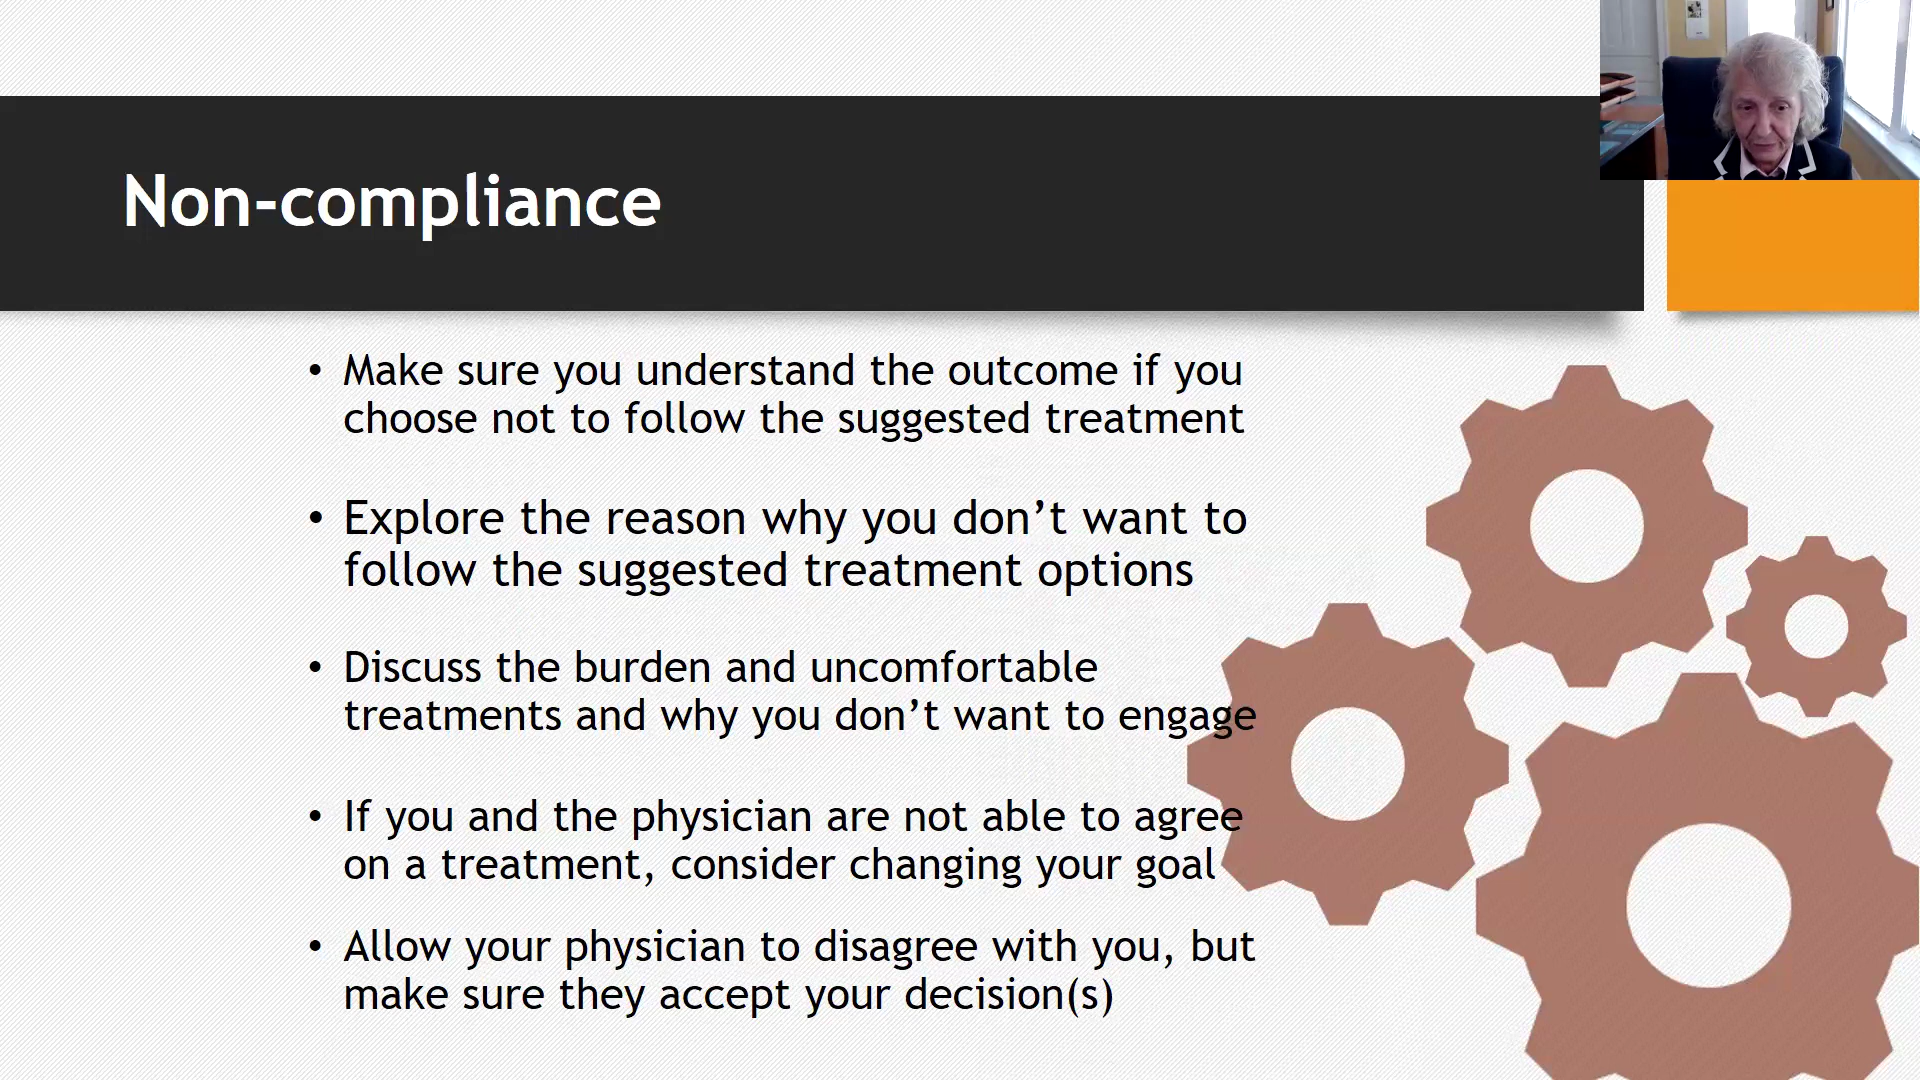 Non-compliance
• Make sure you understand the outcome if you
choose not to follow the suggested treatment
• Explore the reason why you don’t want to
follow the suggested treatment options
• Discuss the burden and uncomfortable
treatments and why you don’t want to engage
• If you and the physician are not able to agree
on a treatment, consider changing your goal
• Allow your physician to disagree with you, but
make sure they accept your decision(s)